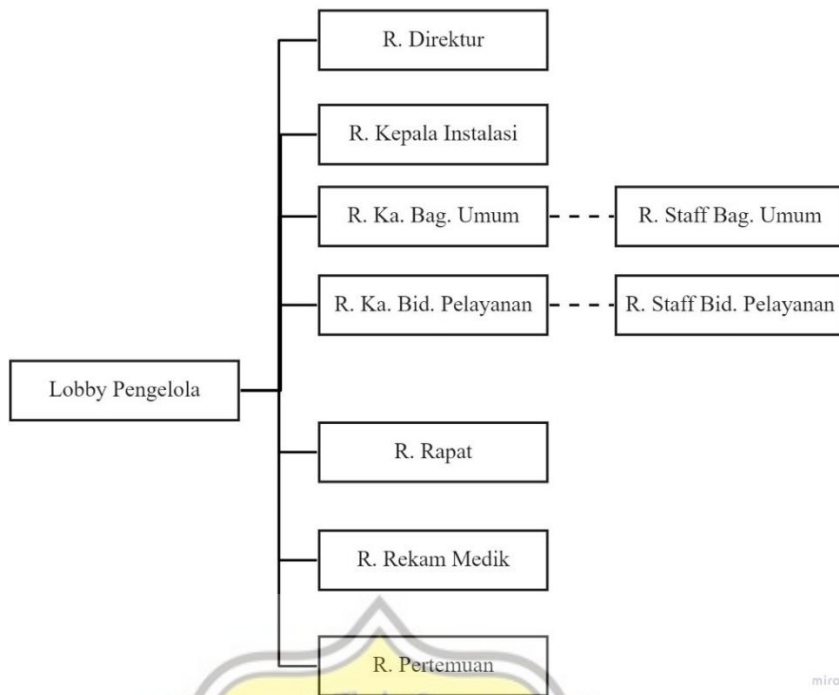 R. Direktur
R. Kepala Instalasi
R. Ka. Bag. Umum
R. Staff Bag. Umum
R. Ka. Bid. Pelayanan
R. Staff Bid. Pelayanan
Lobby Pengelola
R. Rapat
R. Rekam Medik
R. Pertemuan
miro